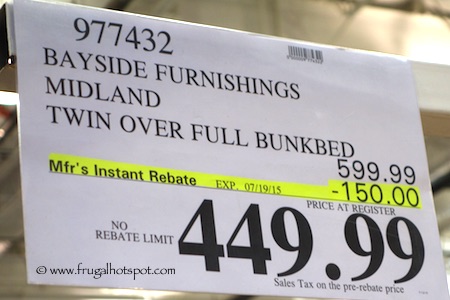 977432
BAYSIDE FURNISHINGS
MIDLAND
TWIN OVER FULL BUNKBED
599.99
Mfr's Instant Rebate EXP. 07/19/15 -150.00
PRICE AT REGISTER
NO
REBATE LIMIT
449.99
Sales Tax on the pre-rebate price
www.frugalhotspot.com